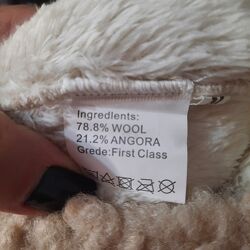 Ingredients:
78.8% WOOL
21.2% ANGORA
Grede:First Class